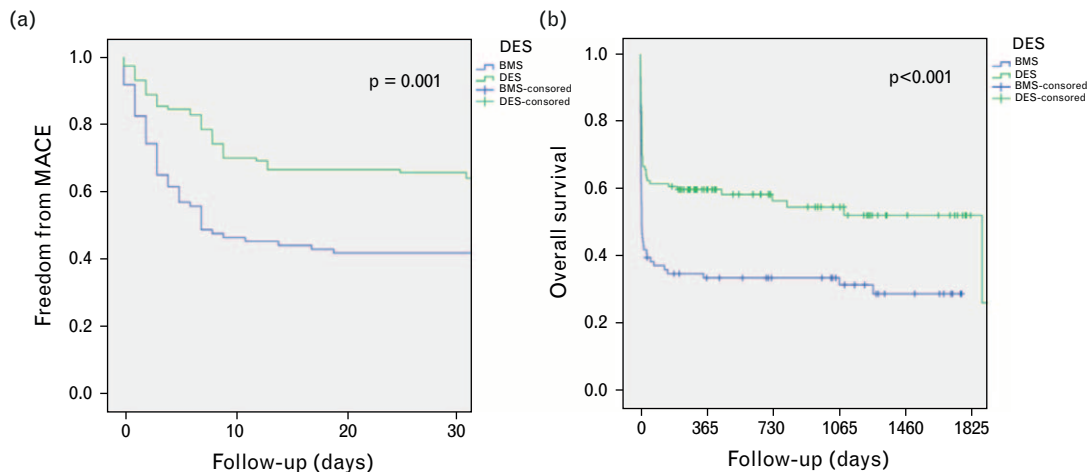 (a)
Freedom from MACE
1.0
0.8
0.6
0.4
0.2
0.0
0
10
20
30
Follow-up (days)
p = 0.001
DES
BMS
DES
BMS-consored
DES-consored
(b)
Overall survival
1.0
0.8
0.6
0.4
0.2
0.0
0
365
730
1065
1460
1825
Follow-up (days)
p<0.001
DES
BMS
DES
BMS-consored
DES-consored